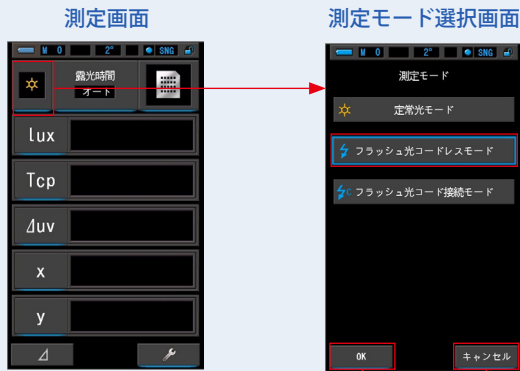 測定画面
M 0 2° SNG
露光時間
オート
lux
Tcp
⊿uv
x
y
⊿
測定モード選択画面
M 0 2° SNG
測定モード
定常光モード
フラッシュ光コードレスモード
C フラッシュ光コード接続モード
OK キャンセル